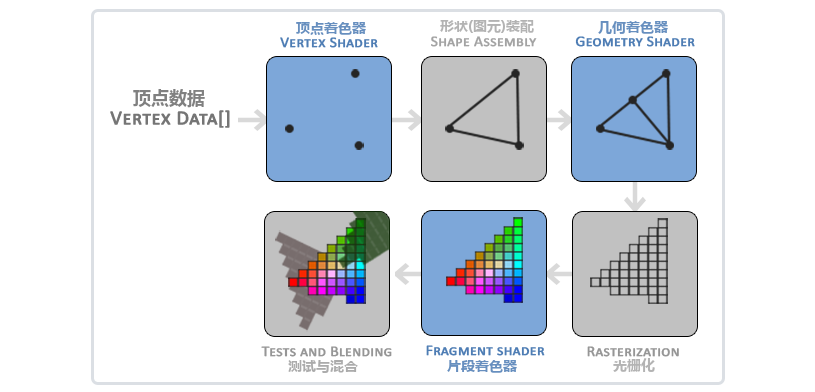 顶点着色器
VERTEX SHADER
形状(图元)装配
SHAPE ASSEMBLY
几何着色器
GEOMETRY SHADER
顶点数据
VERTEX DATA[]
TESTS AND BLENDING
测试与混合
FRAGMENT SHADER
片段着色器
RASTERIZATION
光栅化